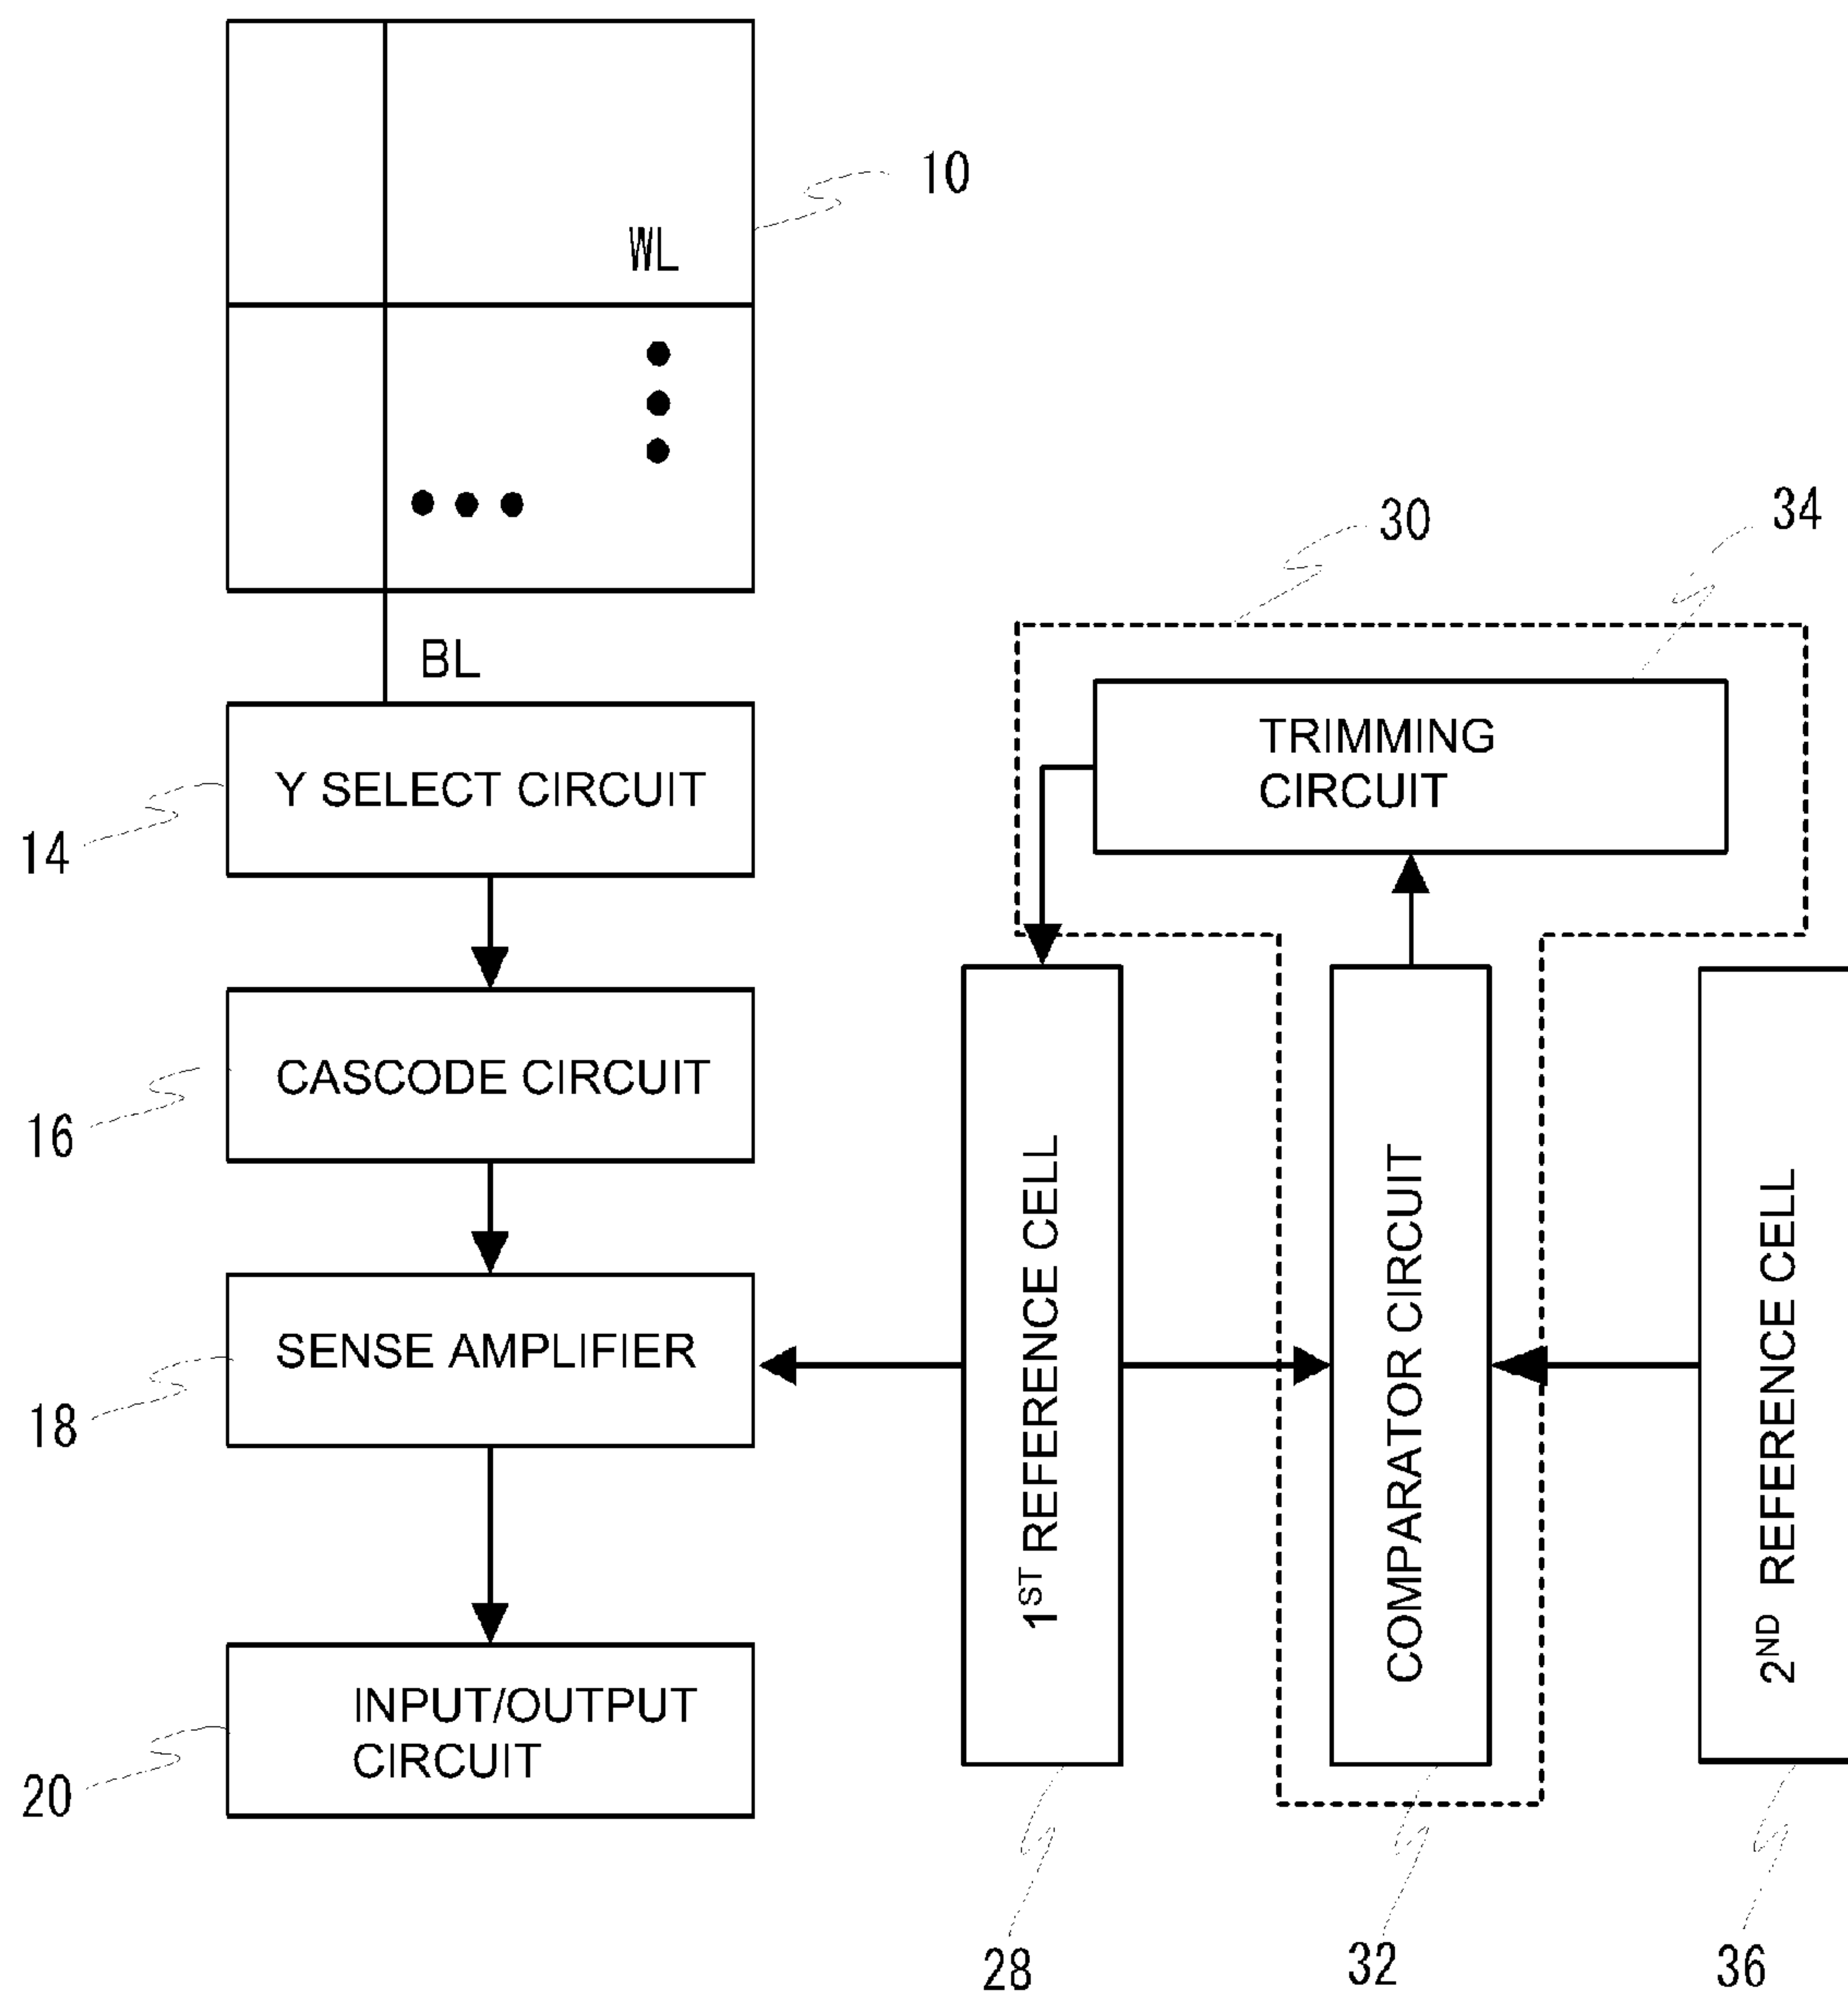 10
WL
30
34
BL
TRIMMING
CIRCUIT
Y SELECT CIRCUIT
14
CASCODE CIRCUIT
16
SENSE AMPLIFIER
18
1ST REFERENCE CELL
COMPARATOR CIRCUIT
2ND REFERENCE CELL
INPUT/OUTPUT
CIRCUIT
20
28
32
36